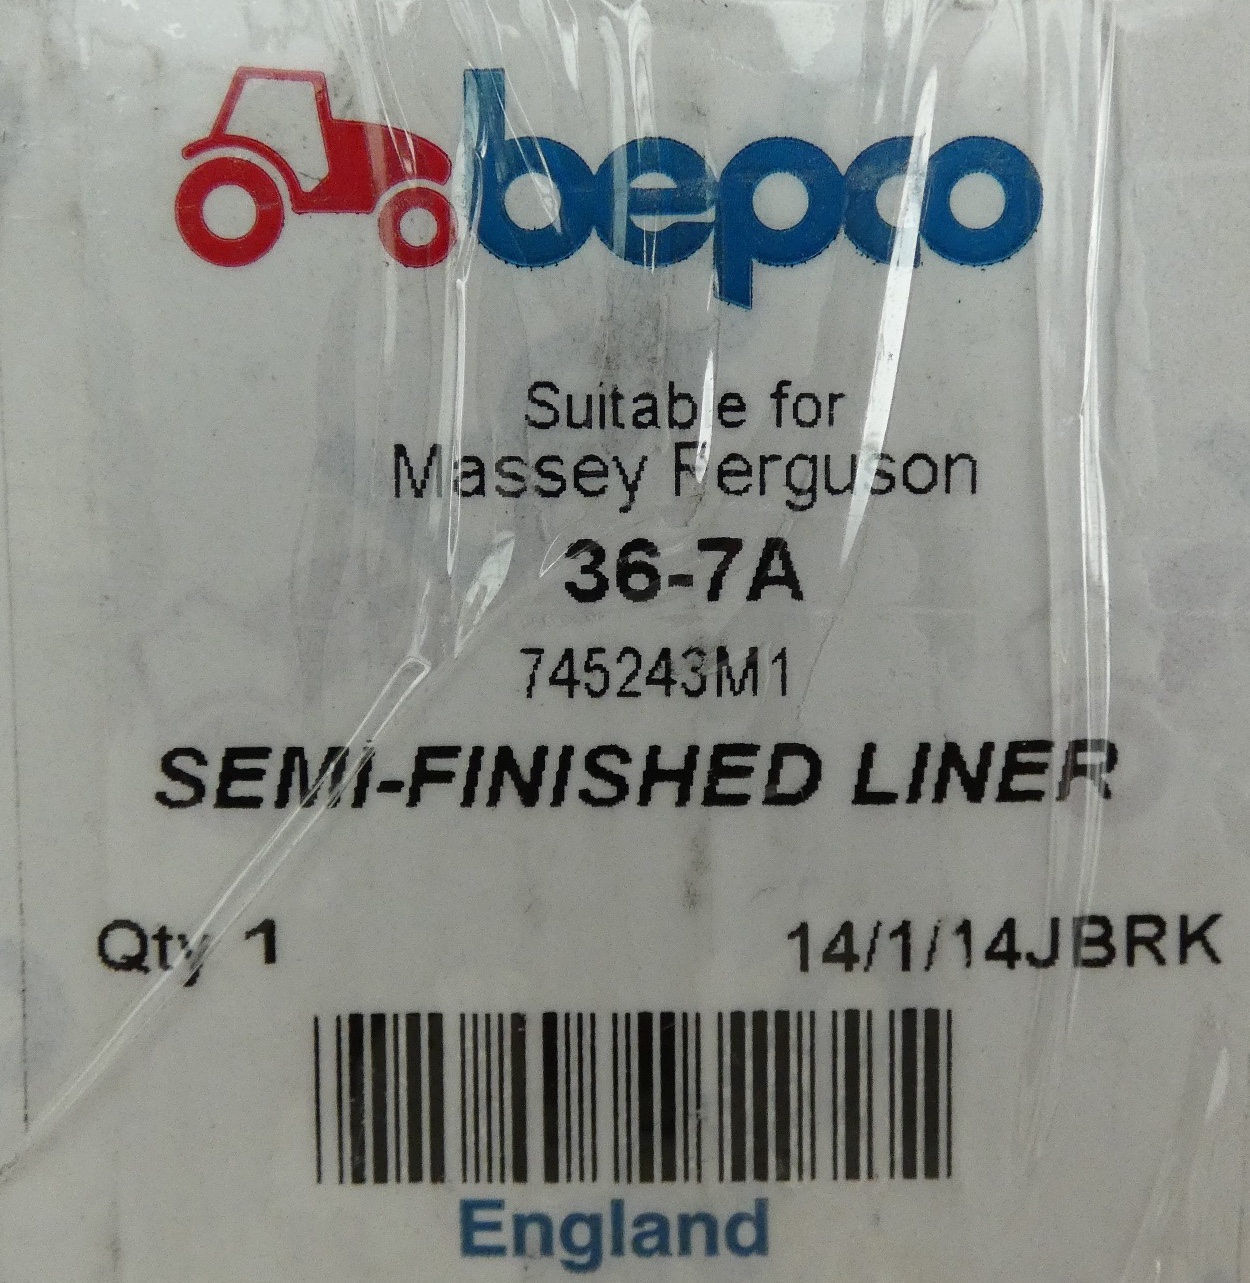 bepco
Suitable for
Massey Ferguson
36-7A
745243M1
SEMI-FINISHED LINER
Qty 1 14/1/14JBRK
England